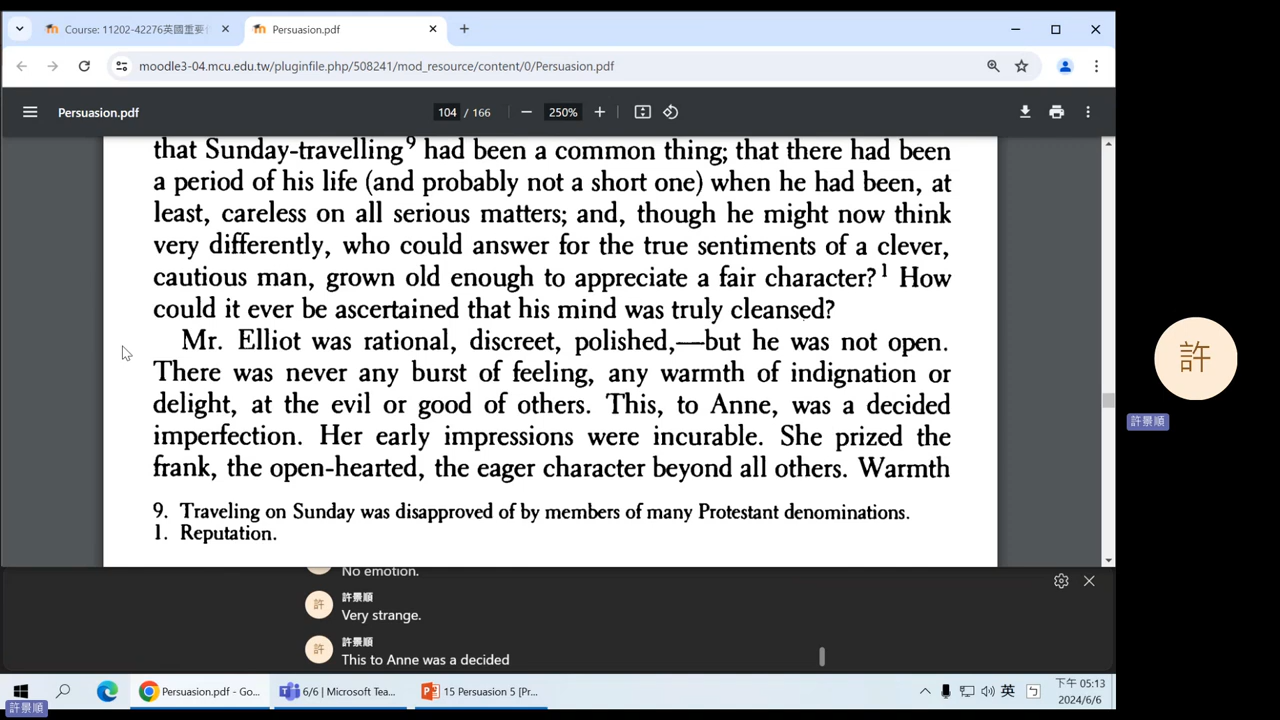 Course: 11202-42276英國重要
Persuasion.pdf
moodle3-04.mcu.edu.tw/pluginfile.php/508241/mod_resource/content/0/Persuasion.pdf
Persuasion.pdf
104 / 166
250%
that Sunday-travelling⁹ had been a common thing; that there had been
a period of his life (and probably not a short one) when he had been, at
least, careless on all serious matters; and, though he might now think
very differently, who could answer for the true sentiments of a clever,
cautious man, grown old enough to appreciate a fair character?¹ How
could it ever be ascertained that his mind was truly cleansed?
Mr. Elliot was rational, discreet, polished,—but he was not open.
There was never any burst of feeling, any warmth of indignation or
delight, at the evil or good of others. This, to Anne, was a decided
imperfection. Her early impressions were incurable. She prized the
frank, the open-hearted, the eager character beyond all others. Warmth
9. Traveling on Sunday was disapproved of by members of many Protestant denominations.
1. Reputation.
許
許景順
No emotion.
許
許景順
Very strange.
許
許景順
This to Anne was a decided
Persuasion.pdf - Go...
6/6 | Microsoft Tea...
15 Persuasion 5 [Pr...
英
下午 05:13
2024/6/6
許景順